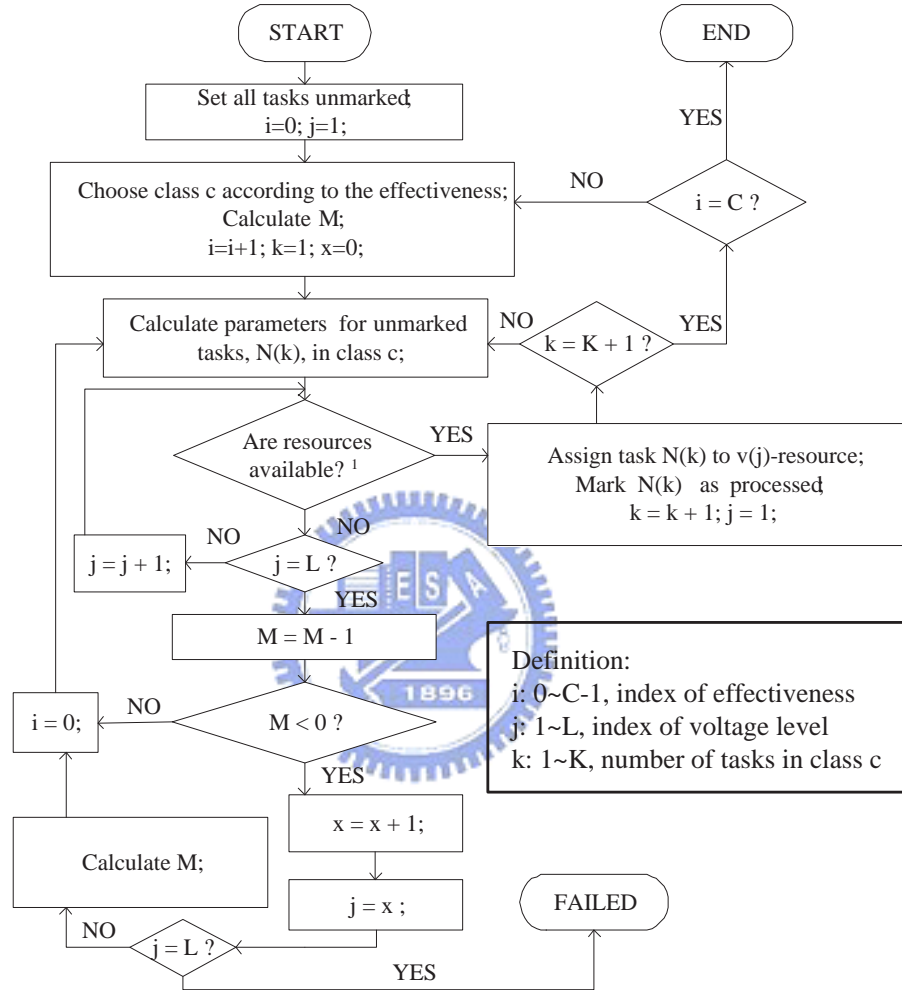 START
END
Set all tasks unmarked;
i=0; j=1;
YES
Choose class c according to the effectiveness;
Calculate M;
i=i+1; k=1; x=0;
NO
i = C ?
Calculate parameters for unmarked
tasks, N(k), in class c;
NO
k = K + 1 ?
YES
Are resources
available? 1
YES
Assign task N(k) to v(j)-resource;
Mark N(k) as processed;
k = k + 1; j = 1;
NO
j = j + 1;
NO
j = L ?
YES
ESA
M = M - 1
1896
Definition:
i: 0~C-1, index of effectiveness
j: 1~L, index of voltage level
k: 1~K, number of tasks in class c
i = 0;
NO
M < 0 ?
YES
x = x + 1;
Calculate M;
j = x ;
FAILED
NO
j = L ?
YES